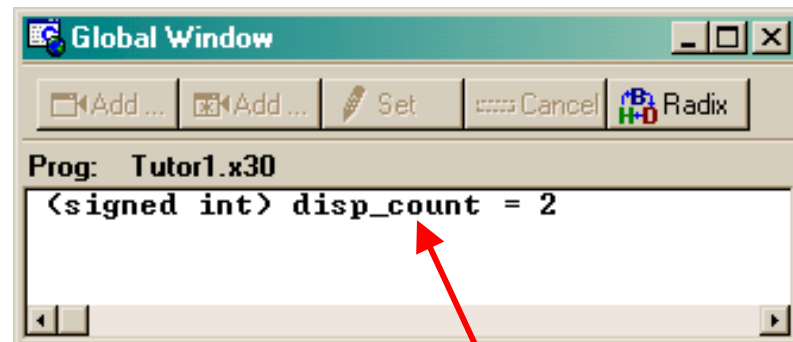 Global Window
Add ... Add ... Set Cancel Radix
Prog: Tutor1.x30
(signed int) disp_count = 2